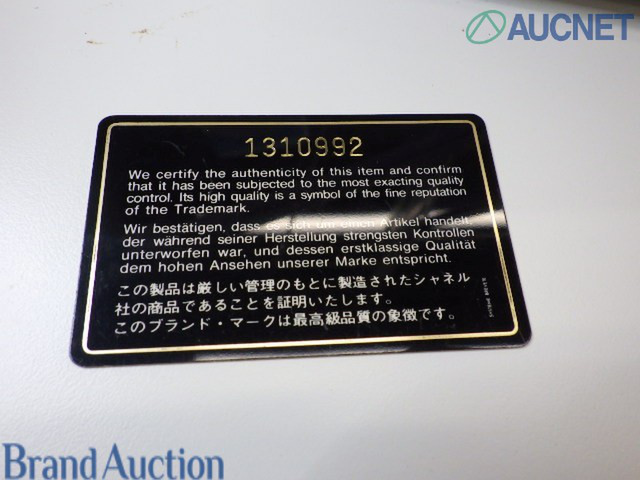 AUCNET
1310992
We certify the authenticity of this item and confirm
that it has been subjected to the most exacting quality
control. Its high quality is a symbol of the fine reputation
of the Trademark.
Wir bestätigen, dass es sich um einen Artikel handelt,
der während seiner Herstellung strengsten Kontrollen
unterworfen war, und dessen erstklassige Qualität
dem hohen Ansehen unserer Marke entspricht.
この製品は厳しい管理のもとに製造されたシャネル
社の商品であることを証明いたします。
このブランド・マークは最高級品質の象徴です。
Brand Auction